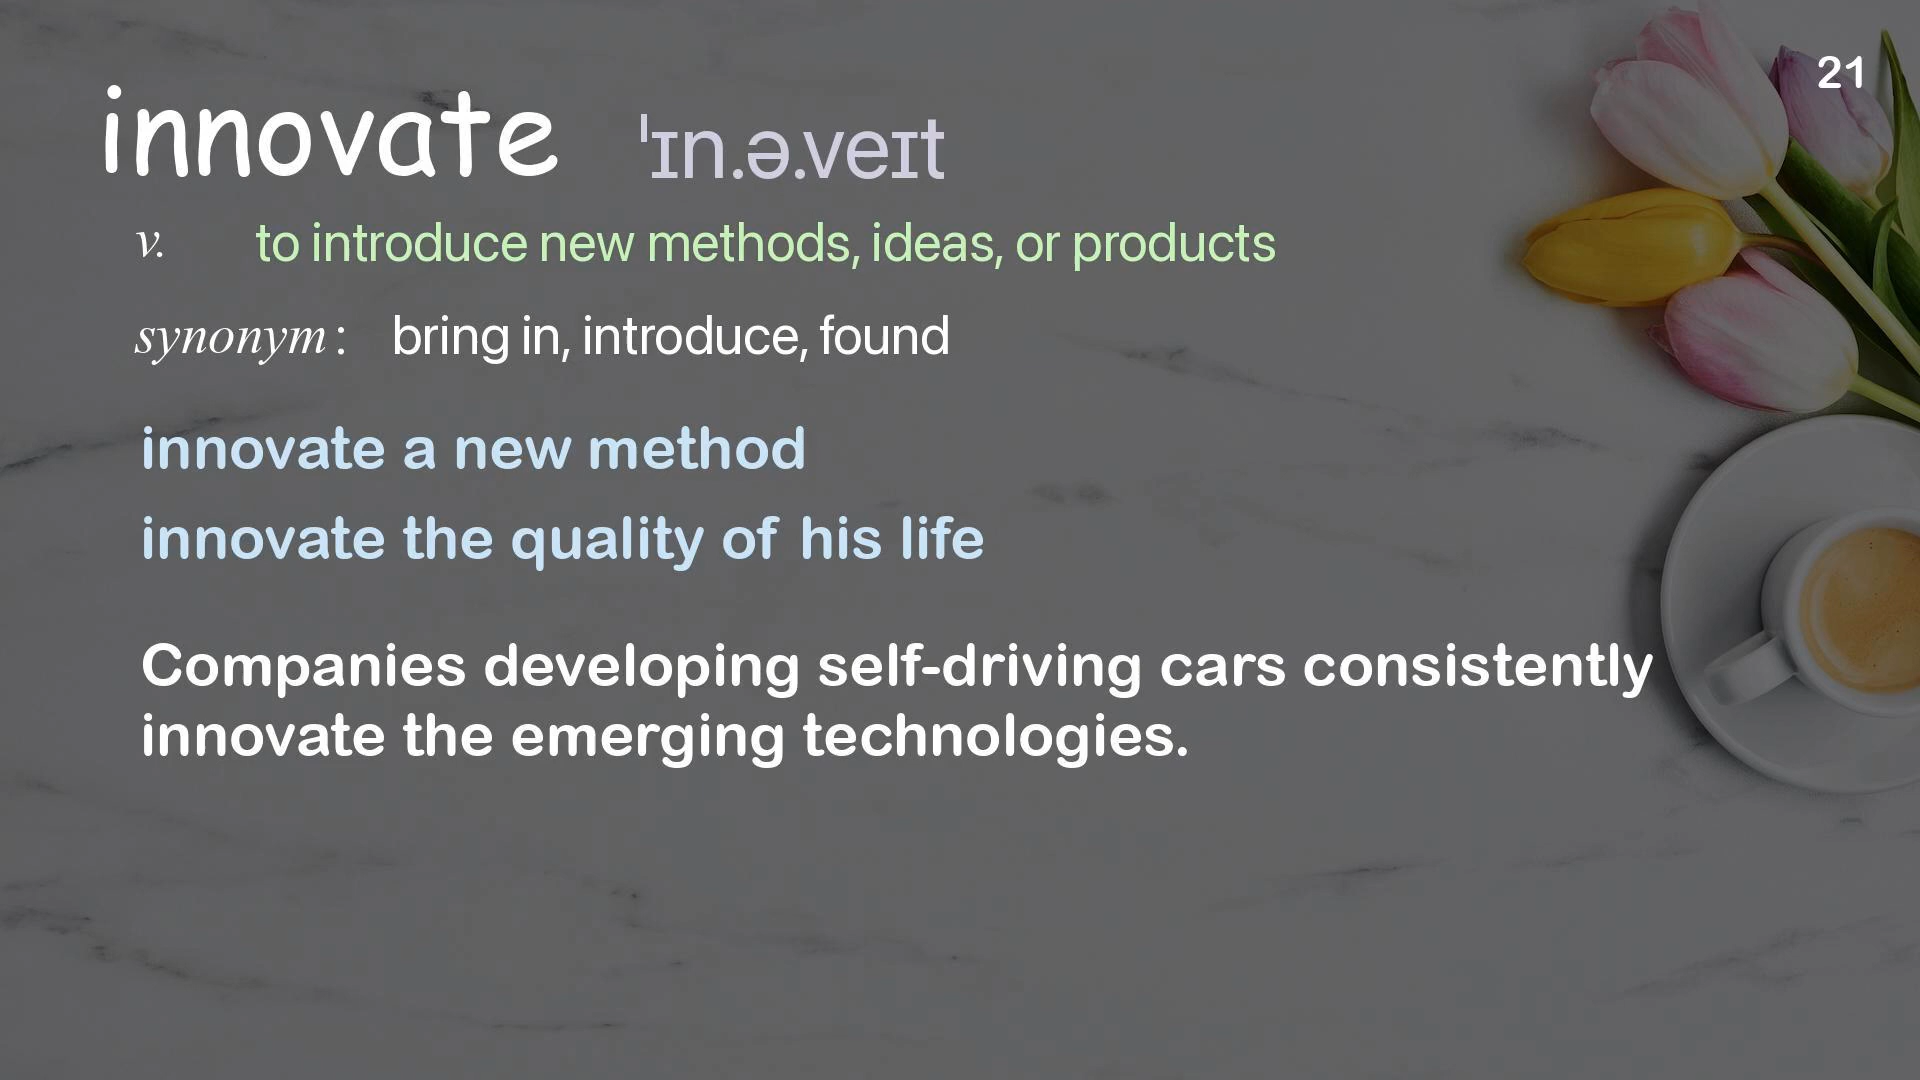 21
innovate ˈɪn.ə.veɪt
v. to introduce new methods, ideas, or products
synonym : bring in, introduce, found
innovate a new method
innovate the quality of his life
Companies developing self-driving cars consistently
innovate the emerging technologies.